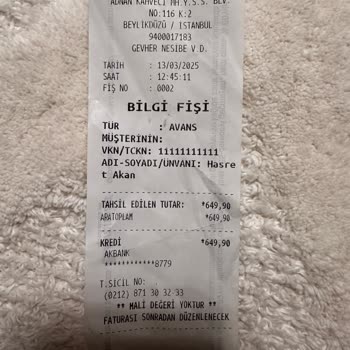 ADNAN KAHVECİ MH.Y.S.S. BLV.
NO:116 K:2
BEYLİKDÜZÜ / İSTANBUL
9400017183
GEVHER NESİBE V.D.
TARİH : 13/03/2025
SAAT : 12:45:11
FİŞ NO : 0002
BİLGİ FİŞİ
TÜR : AVANS
MÜŞTERİNİN:
VKN/TCKN: 11111111111
ADI-SOYADI/ÜNVANI: Hasre
t Akan
TAHSİL EDİLEN TUTAR: *649,90
ARATOPLAM *649,90
KREDİ *649,90
AKBANK
************8779
T.SİCİL NO:
(0212) 871 30 32 33
** MALİ DEĞERİ YOKTUR **
FATURASI SONRADAN DÜZENLENECEK